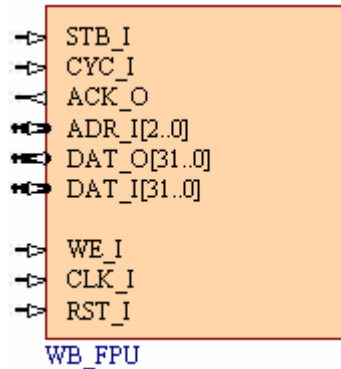 STB_I
CYC_I
ACK_O
ADR_I[2..0]
DAT_O[31..0]
DAT_I[31..0]
WE_I
CLK_I
RST_I
WB_FPU